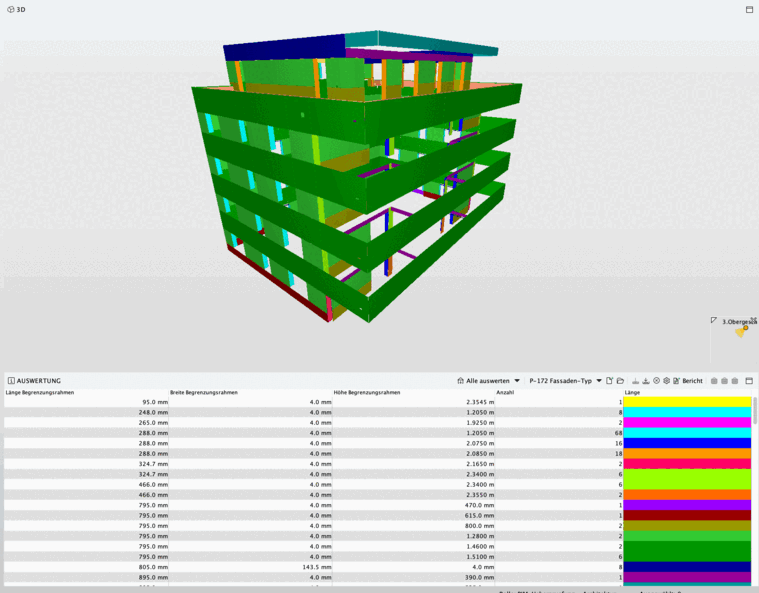 3D
3.Oberges
AUSWERTUNG Alle auswerten P-172 Fassaden-Typ Bericht
Länge Begrenzungsrahmen Breite Begrenzungsrahmen Höhe Begrenzungsrahmen Anzahl Länge
95.0 mm 4.0 mm 2.3545 m 1
248.0 mm 4.0 mm 1.2050 m 8
265.0 mm 4.0 mm 1.9250 m 2
288.0 mm 4.0 mm 1.2050 m 68
288.0 mm 4.0 mm 2.0750 m 16
288.0 mm 4.0 mm 2.0850 m 18
324.7 mm 4.0 mm 2.1650 m 2
324.7 mm 4.0 mm 2.3400 m 6
466.0 mm 4.0 mm 2.3400 m 6
466.0 mm 4.0 mm 2.3550 m 2
795.0 mm 4.0 mm 470.0 mm 1
795.0 mm 4.0 mm 615.0 mm 1
795.0 mm 4.0 mm 800.0 mm 2
795.0 mm 4.0 mm 1.2800 m 2
795.0 mm 4.0 mm 1.4600 m 2
795.0 mm 4.0 mm 1.5100 m 6
805.0 mm 143.5 mm 4.0 mm 8
895.0 mm 4.0 mm 390.0 mm 1